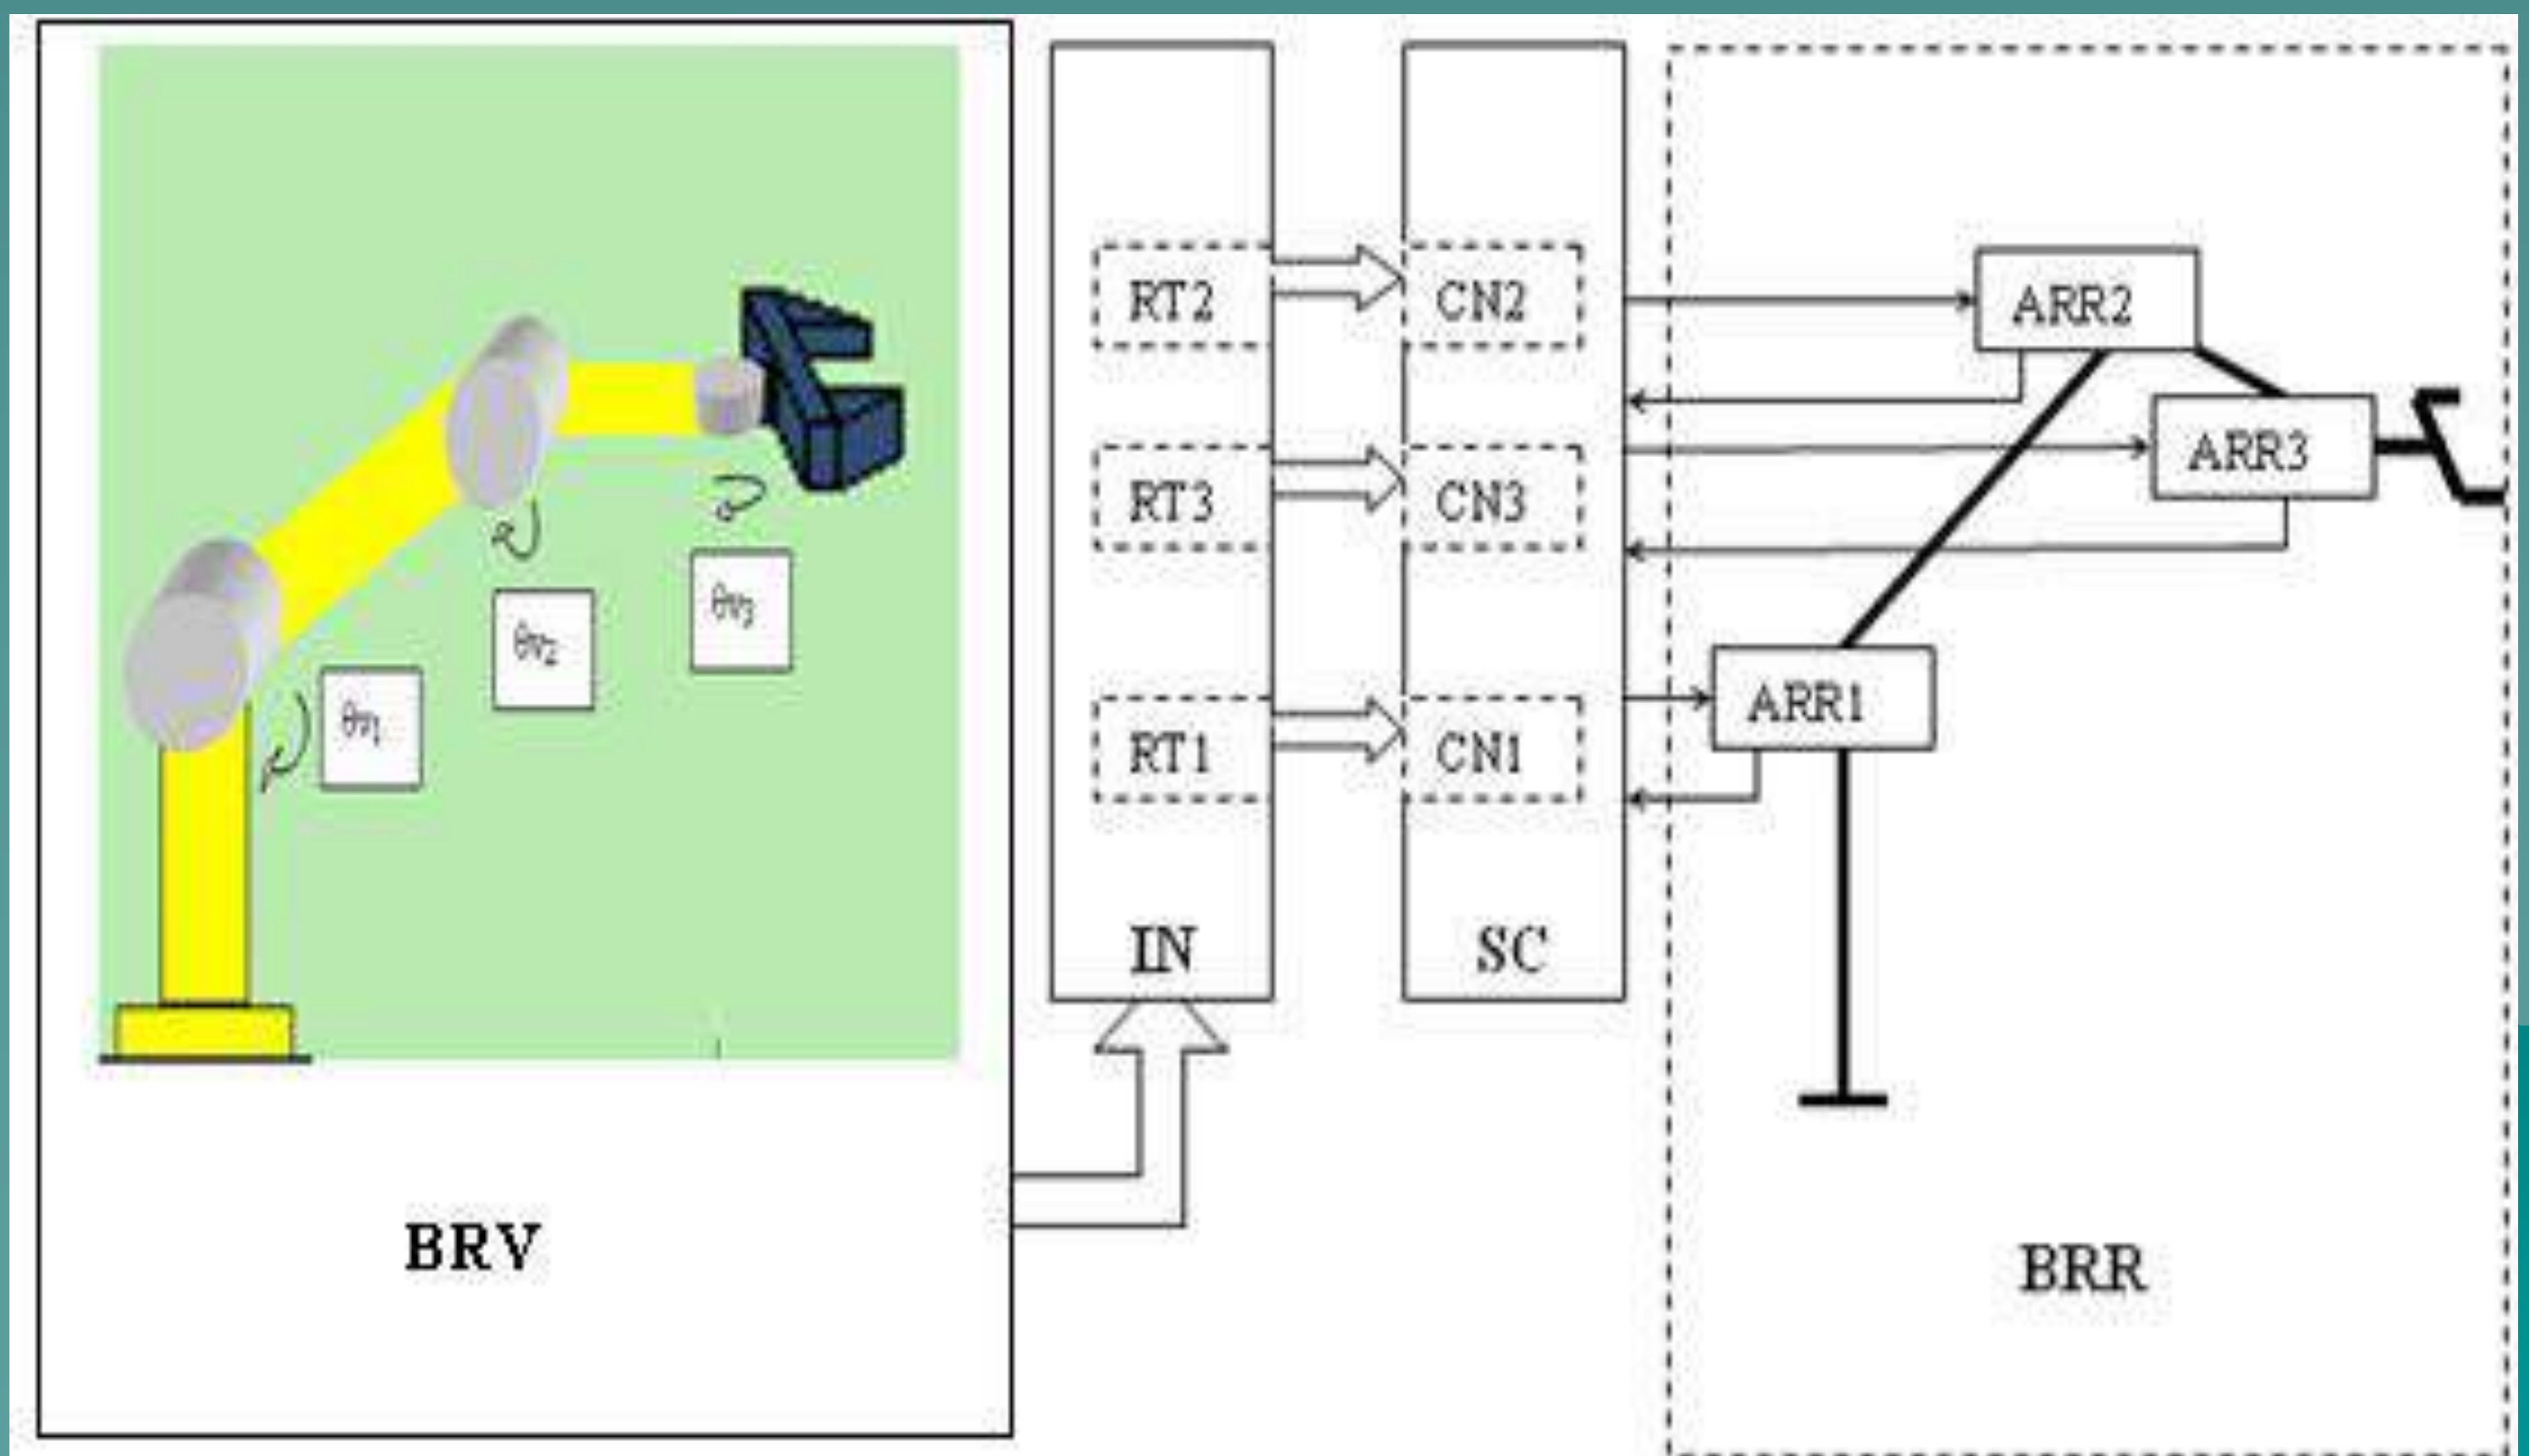 θv₁
θv₂
θv₃
BRV
RT2
RT3
RT1
IN
CN2
CN3
CN1
SC
ARR2
ARR3
ARR1
BRR